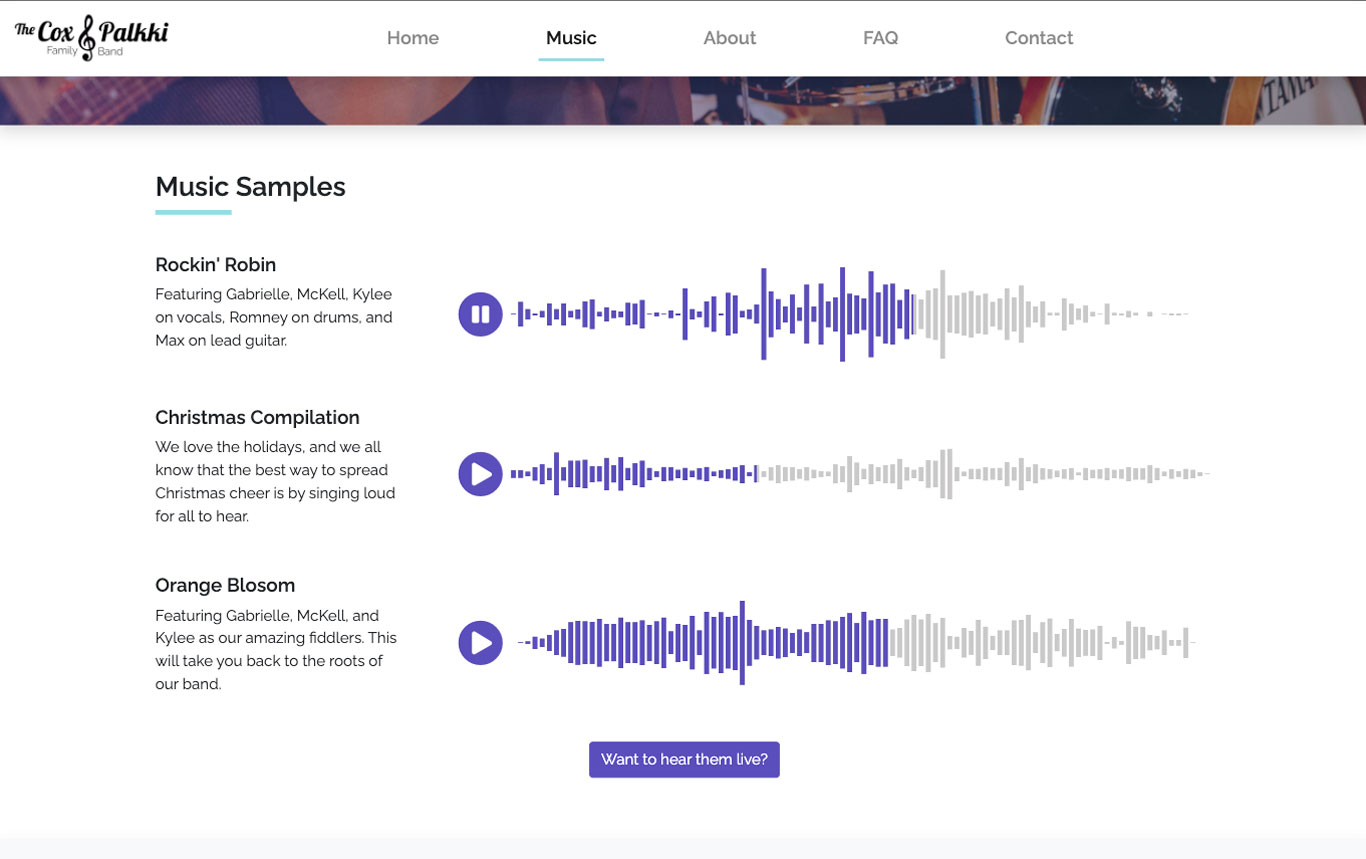 The Cox & Palkki
Family Band
Home
Music
About
FAQ
Contact
TAMA
Music Samples
Rockin' Robin
Featuring Gabrielle, McKell, Kylee
on vocals, Romney on drums, and
Max on lead guitar.
Christmas Compilation
We love the holidays, and we all
know that the best way to spread
Christmas cheer is by singing loud
for all to hear.
Orange Blosom
Featuring Gabrielle, McKell, and
Kylee as our amazing fiddlers. This
will take you back to the roots of
our band.
Want to hear them live?